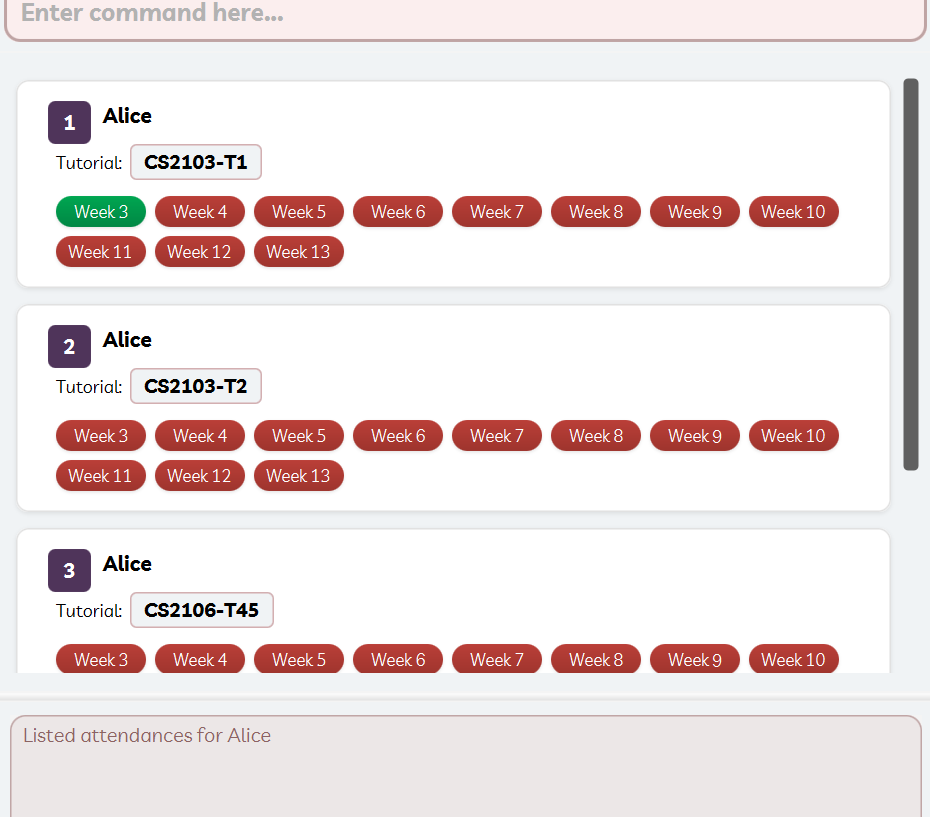 Enter command here...
1 Alice
Tutorial: CS2103-T1
Week 3 Week 4 Week 5 Week 6 Week 7 Week 8 Week 9 Week 10
Week 11 Week 12 Week 13
2 Alice
Tutorial: CS2103-T2
Week 3 Week 4 Week 5 Week 6 Week 7 Week 8 Week 9 Week 10
Week 11 Week 12 Week 13
3 Alice
Tutorial: CS2106-T45
Week 3 Week 4 Week 5 Week 6 Week 7 Week 8 Week 9 Week 10
Listed attendances for Alice